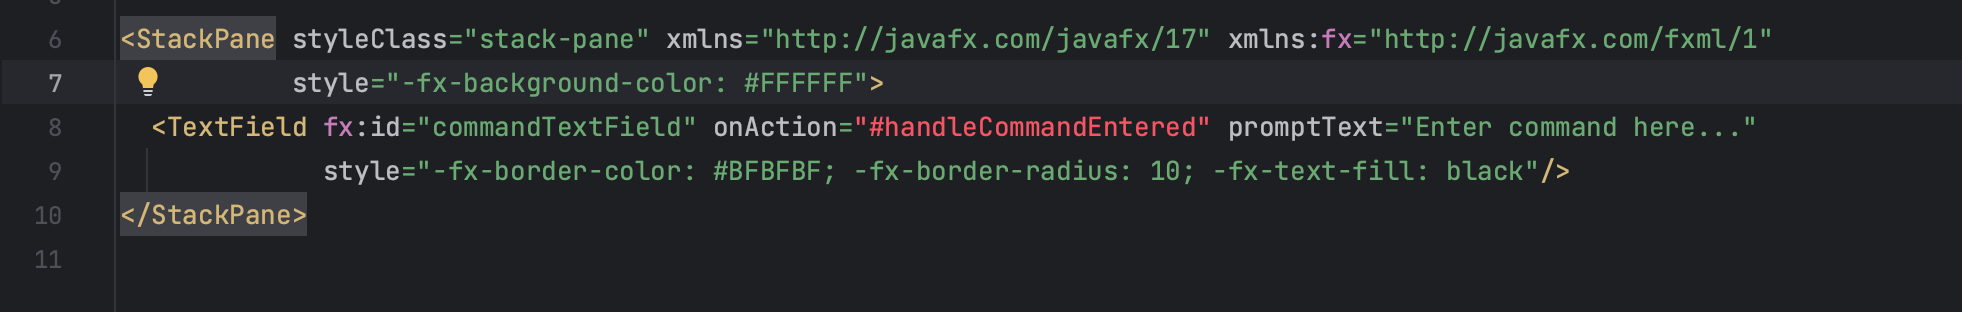 6 <StackPane styleClass="stack-pane" xmlns="http://javafx.com/javafx/17" xmlns:fx="http://javafx.com/fxml/1"
7 style="-fx-background-color: #FFFFFF">
8 <TextField fx:id="commandTextField" onAction="#handleCommandEntered" promptText="Enter command here..."
9 style="-fx-border-color: #BFBFBF; -fx-border-radius: 10; -fx-text-fill: black"/>
10 </StackPane>
11